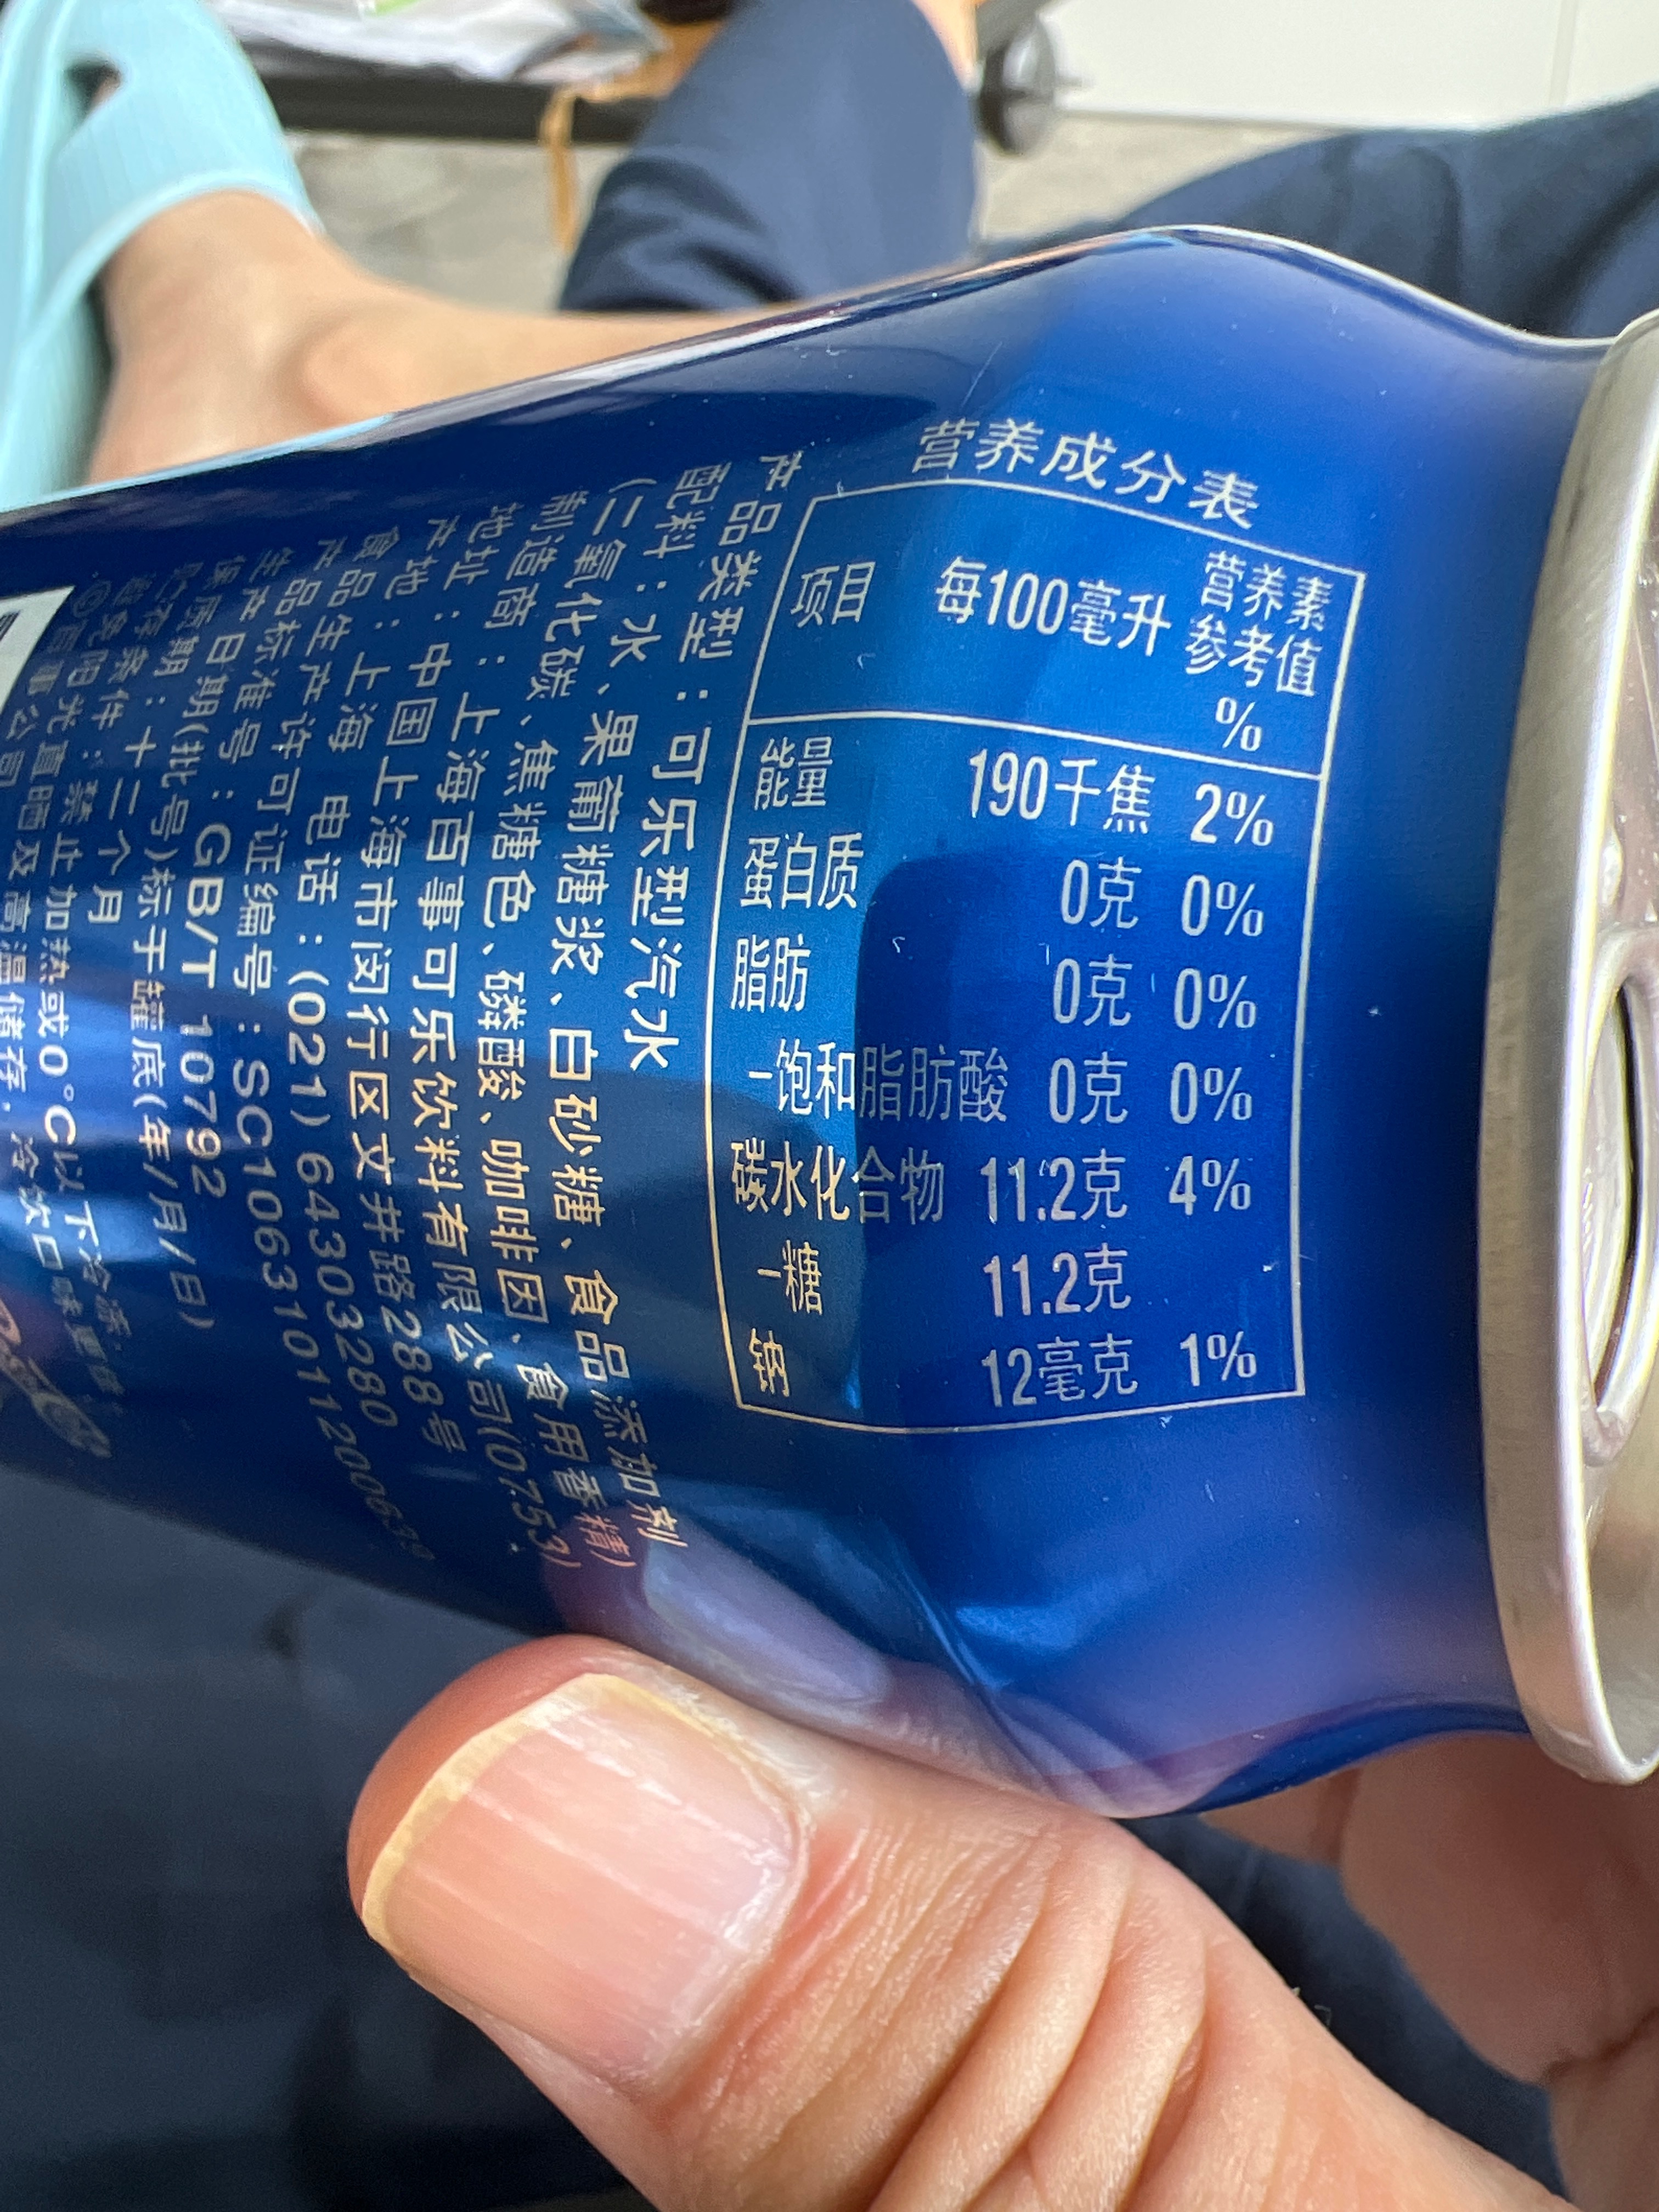 营养成分表
项目 每100毫升 营养素参考值%
能量 190千焦 2%
蛋白质 0克 0%
脂肪 0克 0%
-饱和脂肪酸 0克 0%
碳水化合物 11.2克 4%
-糖 11.2克
钠 12毫克 1%
产品类型：可乐型汽水
配料：水、果葡糖浆、白砂糖、食品添加剂
(二氧化碳、焦糖色、磷酸、咖啡因、食用香精)
制造商：上海百事可乐饮料有限公司(0753)
地址：中国上海市闵行区文井路288号
产地：上海 电话：(021) 64303280
食品生产许可证编号：SC10631011200063
产品标准号：GB/T 10792
生产日期(批号)标于罐底(年/月/日)
保质期：十二个月
贮存条件：禁止加热或0°C以下冷冻，
避免阳光直晒及高温储存，冷饮口味更佳